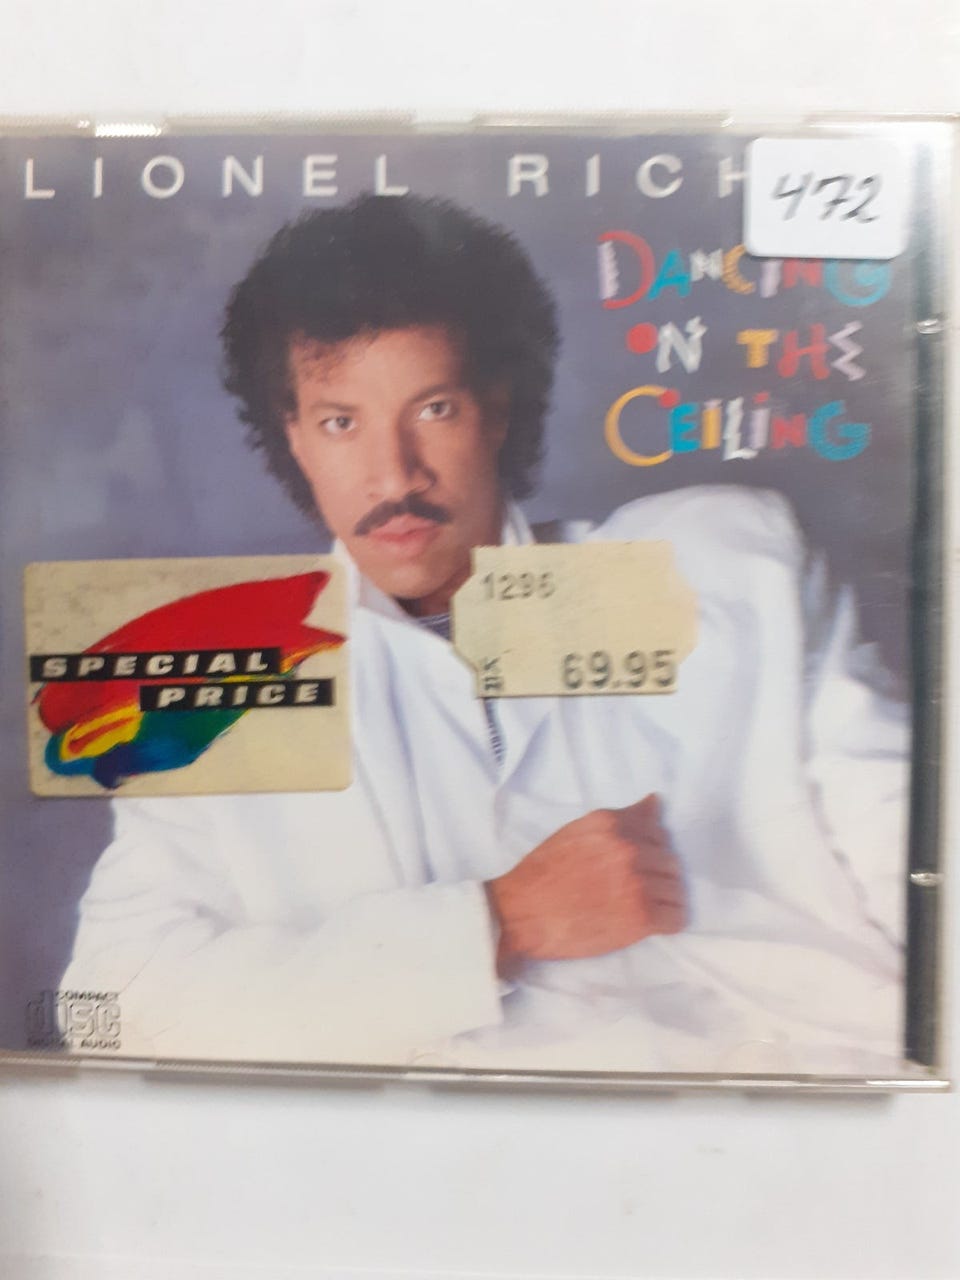 LIONEL RICH
472
DANCING
ON THE
CEILING
SPECIAL
PRICE
1296
69.95
COMPACT
disc
DIGITAL AUDIO